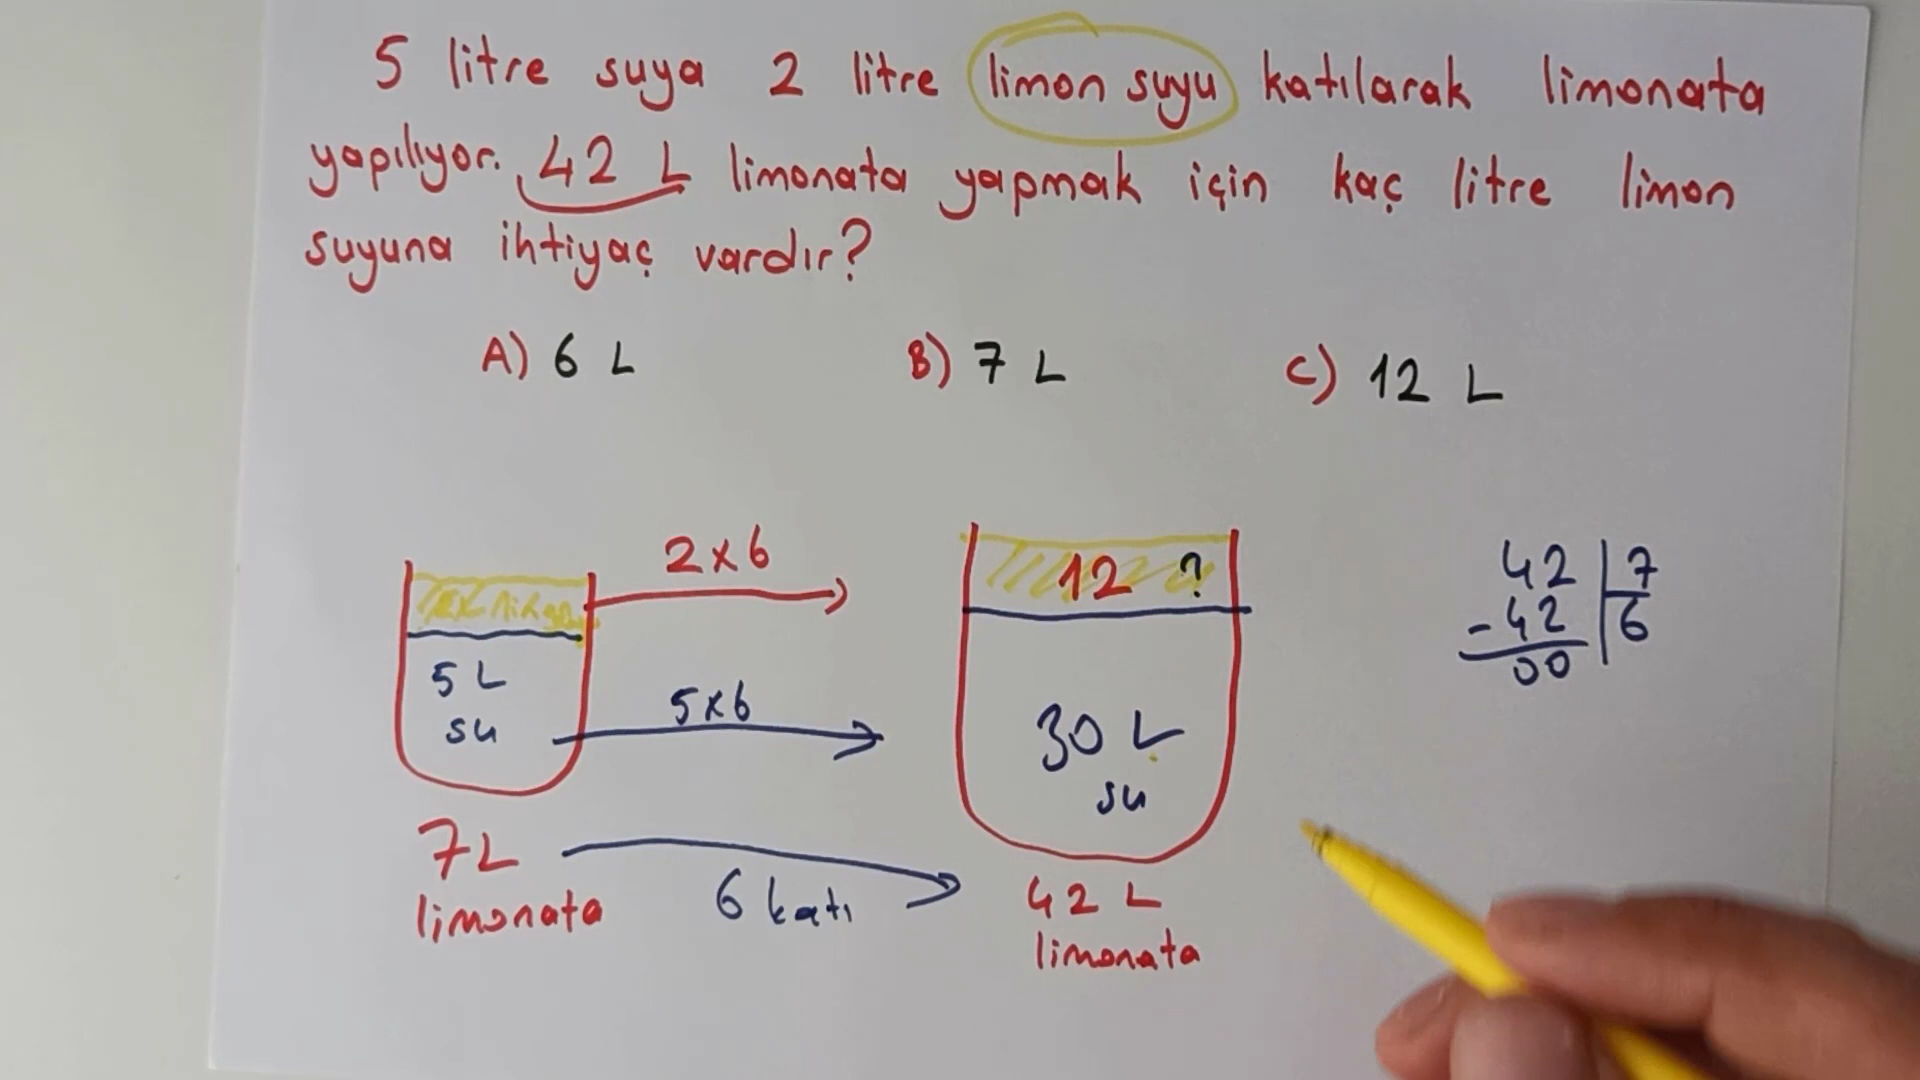 5 litre suya 2 litre limon suyu katılarak limonata
yapılıyor. 42 L limonata yapmak için kaç litre limon
suyuna ihtiyaç vardır?
A) 6 L B) 7 L C) 12 L
2x6
12 ?
42 7
- 42 6
00
5 L
su
5x6
30 L
su
7L
limonata
6 katı
42 L
limonata